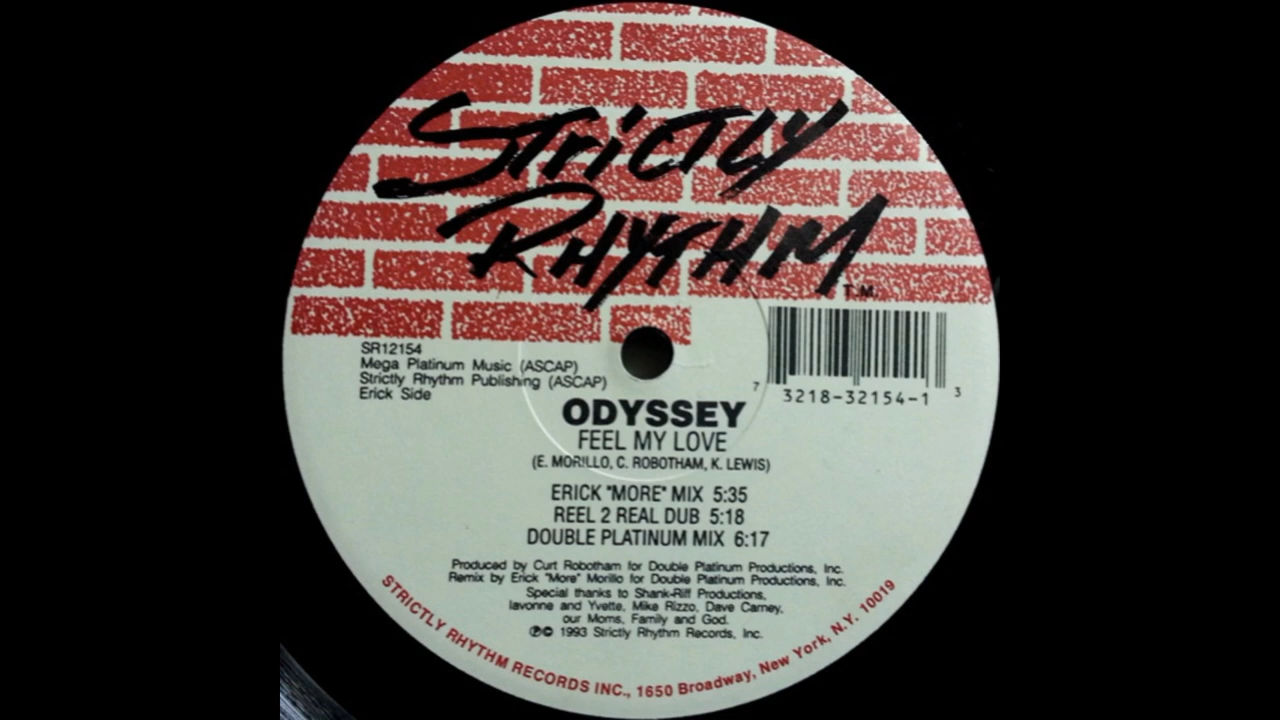 Strictly
Rhythm
T.M.
SR12154
Mega Platinum Music (ASCAP)
Strictly Rhythm Publishing (ASCAP)
Erick Side
7 3218-32154-1 3
ODYSSEY
FEEL MY LOVE
(E. MORILLO, C. ROBOTHAM, K. LEWIS)
ERICK "MORE" MIX 5:35
REEL 2 REAL DUB 5:18
DOUBLE PLATINUM MIX 6:17
Produced by Curt Robotham for Double Platinum Productions, Inc.
Remix by Erick "More" Morillo for Double Platinum Productions, Inc.
Special thanks to Shank-Riff Productions,
Iavonne and Yvette, Mike Rizzo, Dave Carney,
our Moms, Family and God.
℗© 1993 Strictly Rhythm Records, Inc.
STRICTLY RHYTHM RECORDS INC., 1650 Broadway, New York, N.Y. 10019